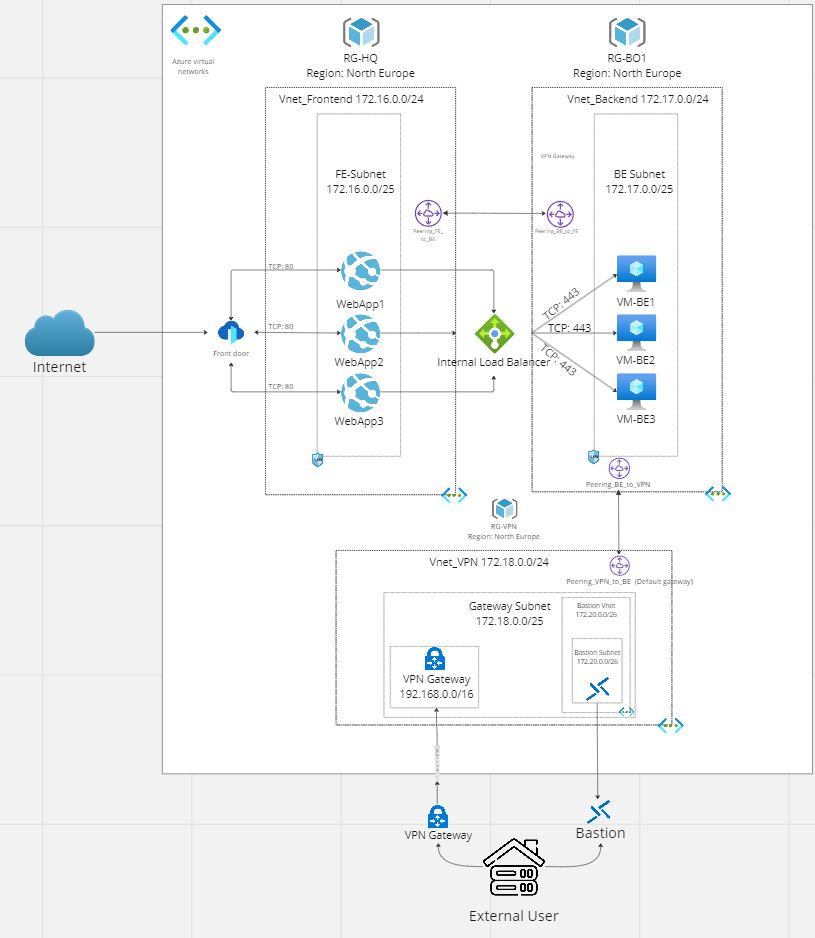 Azure virtual
networks
RG-HQ
Region: North Europe
RG-BO1
Region: North Europe
Vnet_Frontend 172.16.0.0/24
Vnet_Backend 172.17.0.0/24
FE-Subnet
172.16.0.0/25
VPN Gateway
BE Subnet
172.17.0.0/25
Peering_FE_
to_BE
Peering_BE_to_FE
TCP: 80
WebApp1
TCP: 443
VM-BE1
Internet
Front door
TCP: 80
WebApp2
Internal Load Balancer
TCP: 443
VM-BE2
TCP: 443
TCP: 80
WebApp3
VM-BE3
Peering_BE_to_VPN
RG-VPN
Region: North Europe
Vnet_VPN 172.18.0.0/24
Peering_VPN_to_BE (Default gateway)
Gateway Subnet
172.18.0.0/25
Bastion Vnet
172.20.0.0/26
Bastion Subnet
172.20.0.0/26
VPN Gateway
192.168.0.0/16
VPN Gateway
Bastion
External User